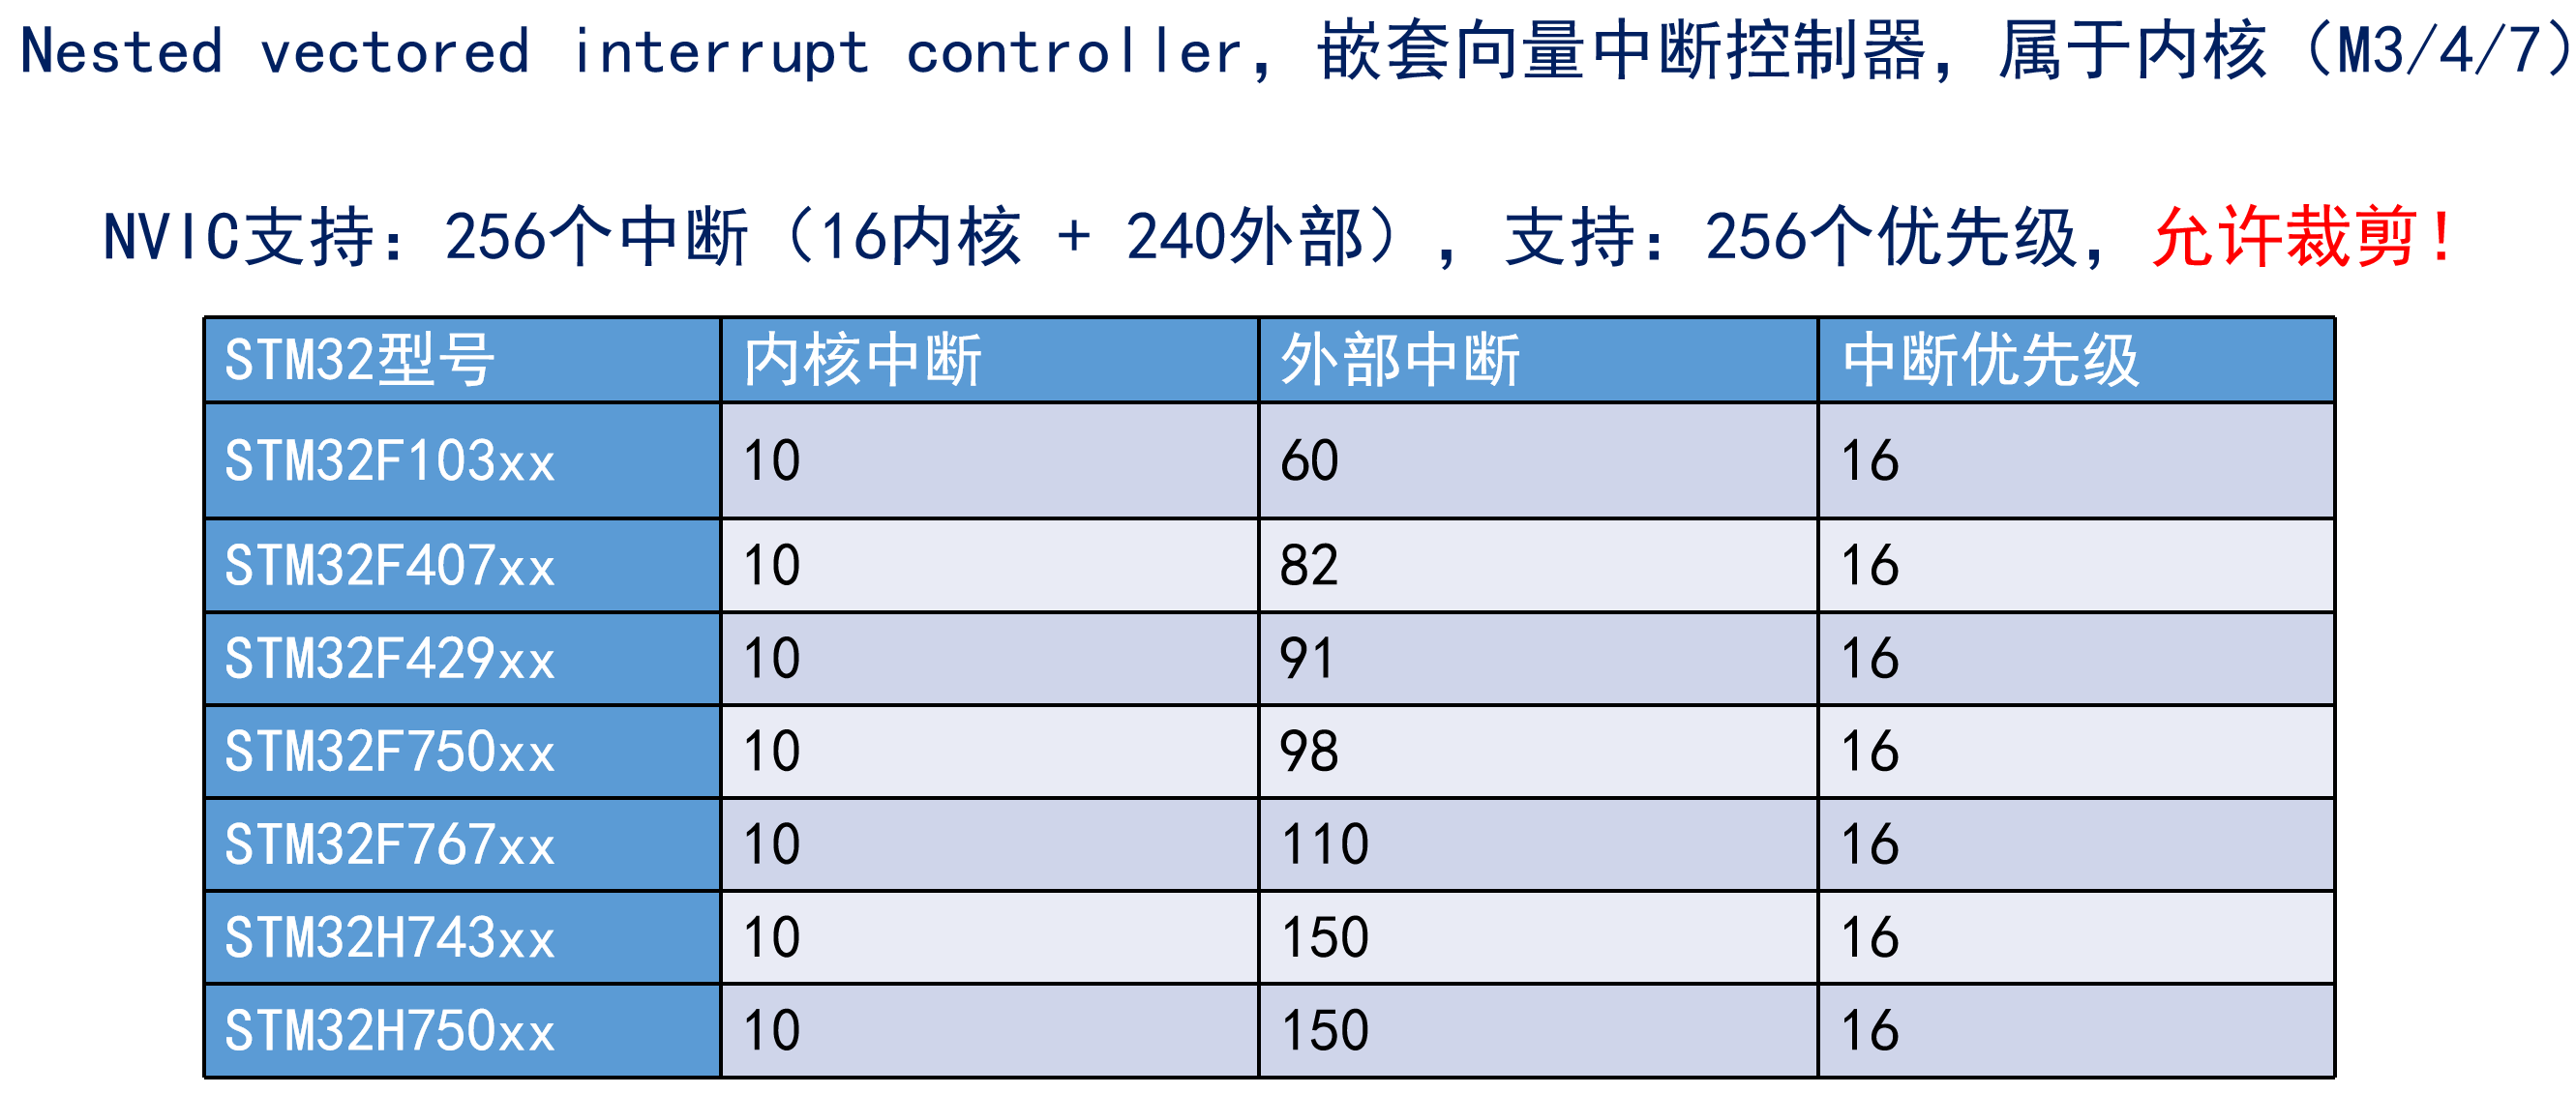 Nested vectored interrupt controller，嵌套向量中断控制器，属于内核（M3/4/7）
NVIC支持：256个中断（16内核 + 240外部），支持：256个优先级，允许裁剪！
STM32型号 内核中断 外部中断 中断优先级
STM32F103xx 10 60 16
STM32F407xx 10 82 16
STM32F429xx 10 91 16
STM32F750xx 10 98 16
STM32F767xx 10 110 16
STM32H743xx 10 150 16
STM32H750xx 10 150 16